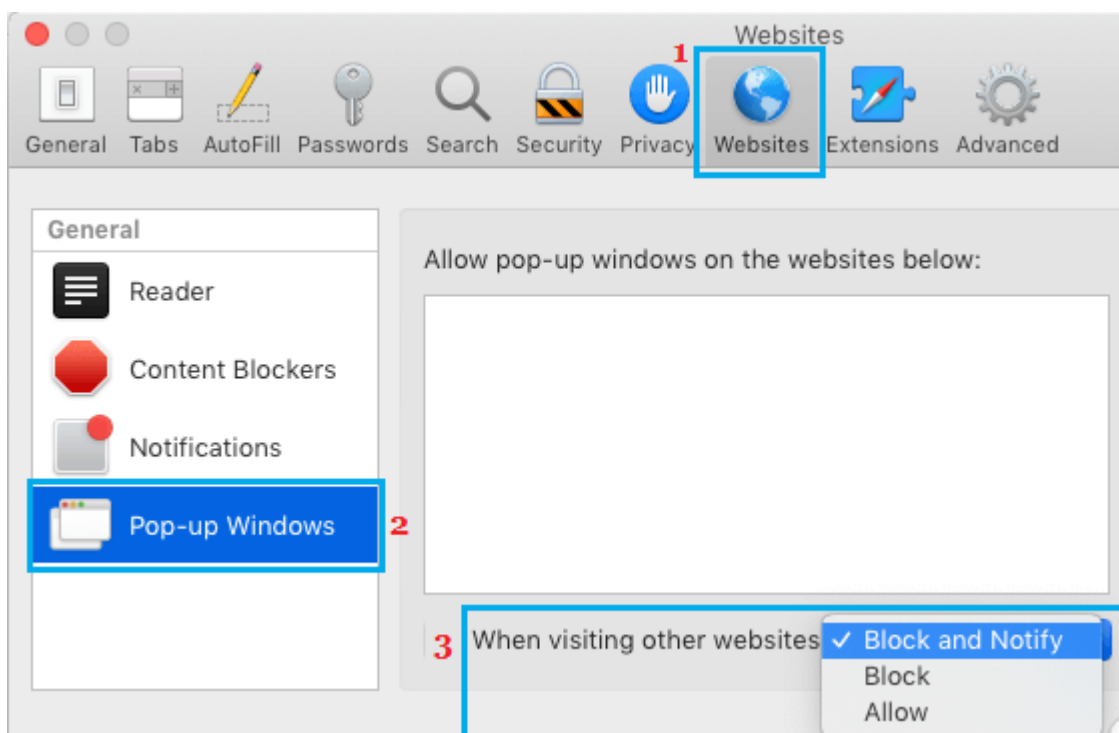 Websites
1
General Tabs AutoFill Passwords Search Security Privacy Websites Extensions Advanced
General
Allow pop-up windows on the websites below:
Reader
Content Blockers
Notifications
Pop-up Windows 2
3 When visiting other websites ✓ Block and Notify
Block
Allow